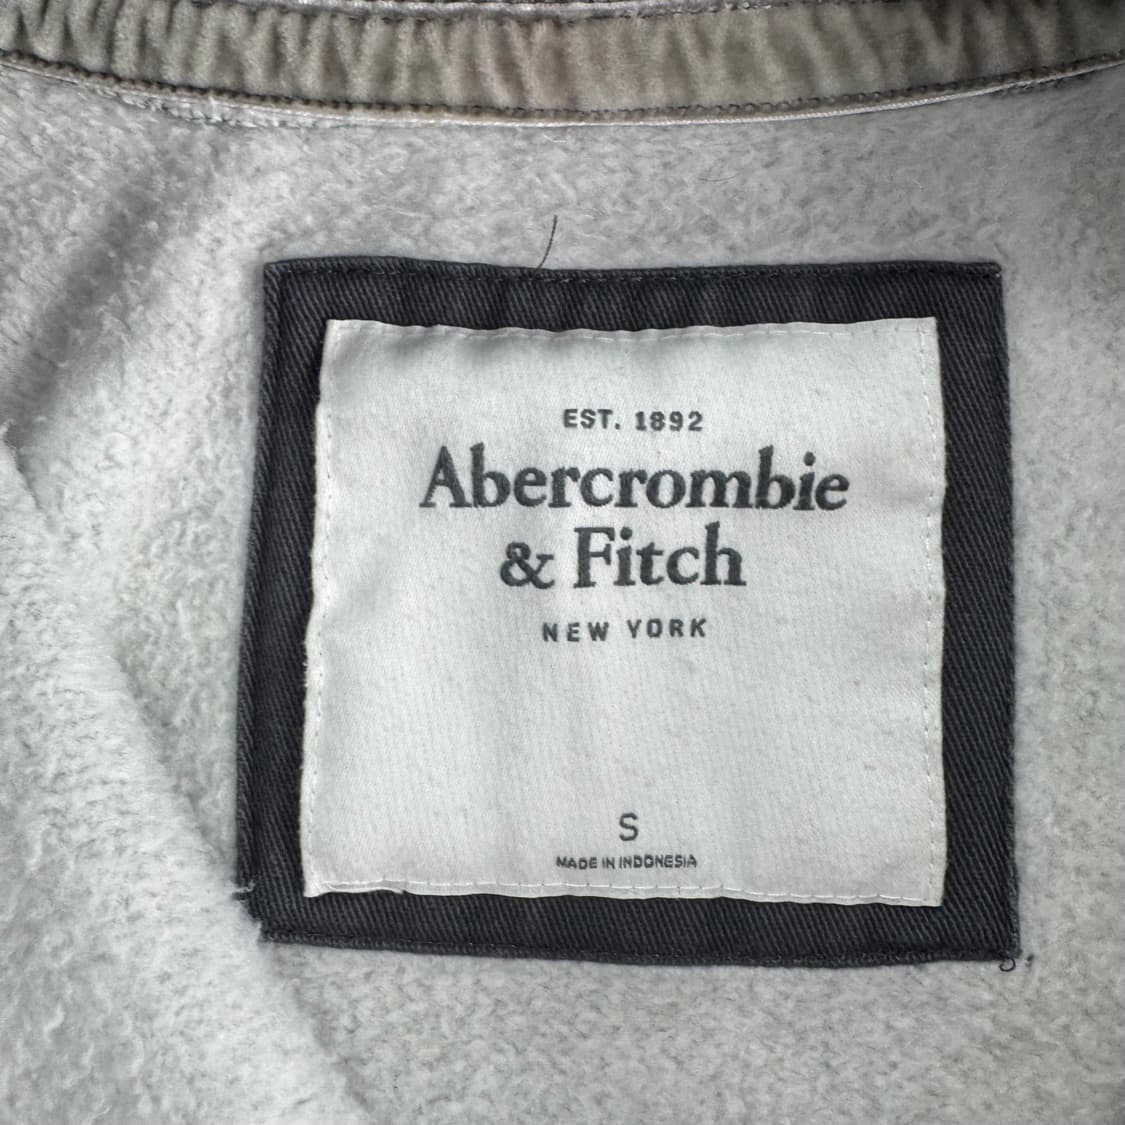 EST. 1892
Abercrombie
& Fitch
NEW YORK
S
MADE IN INDONESIA